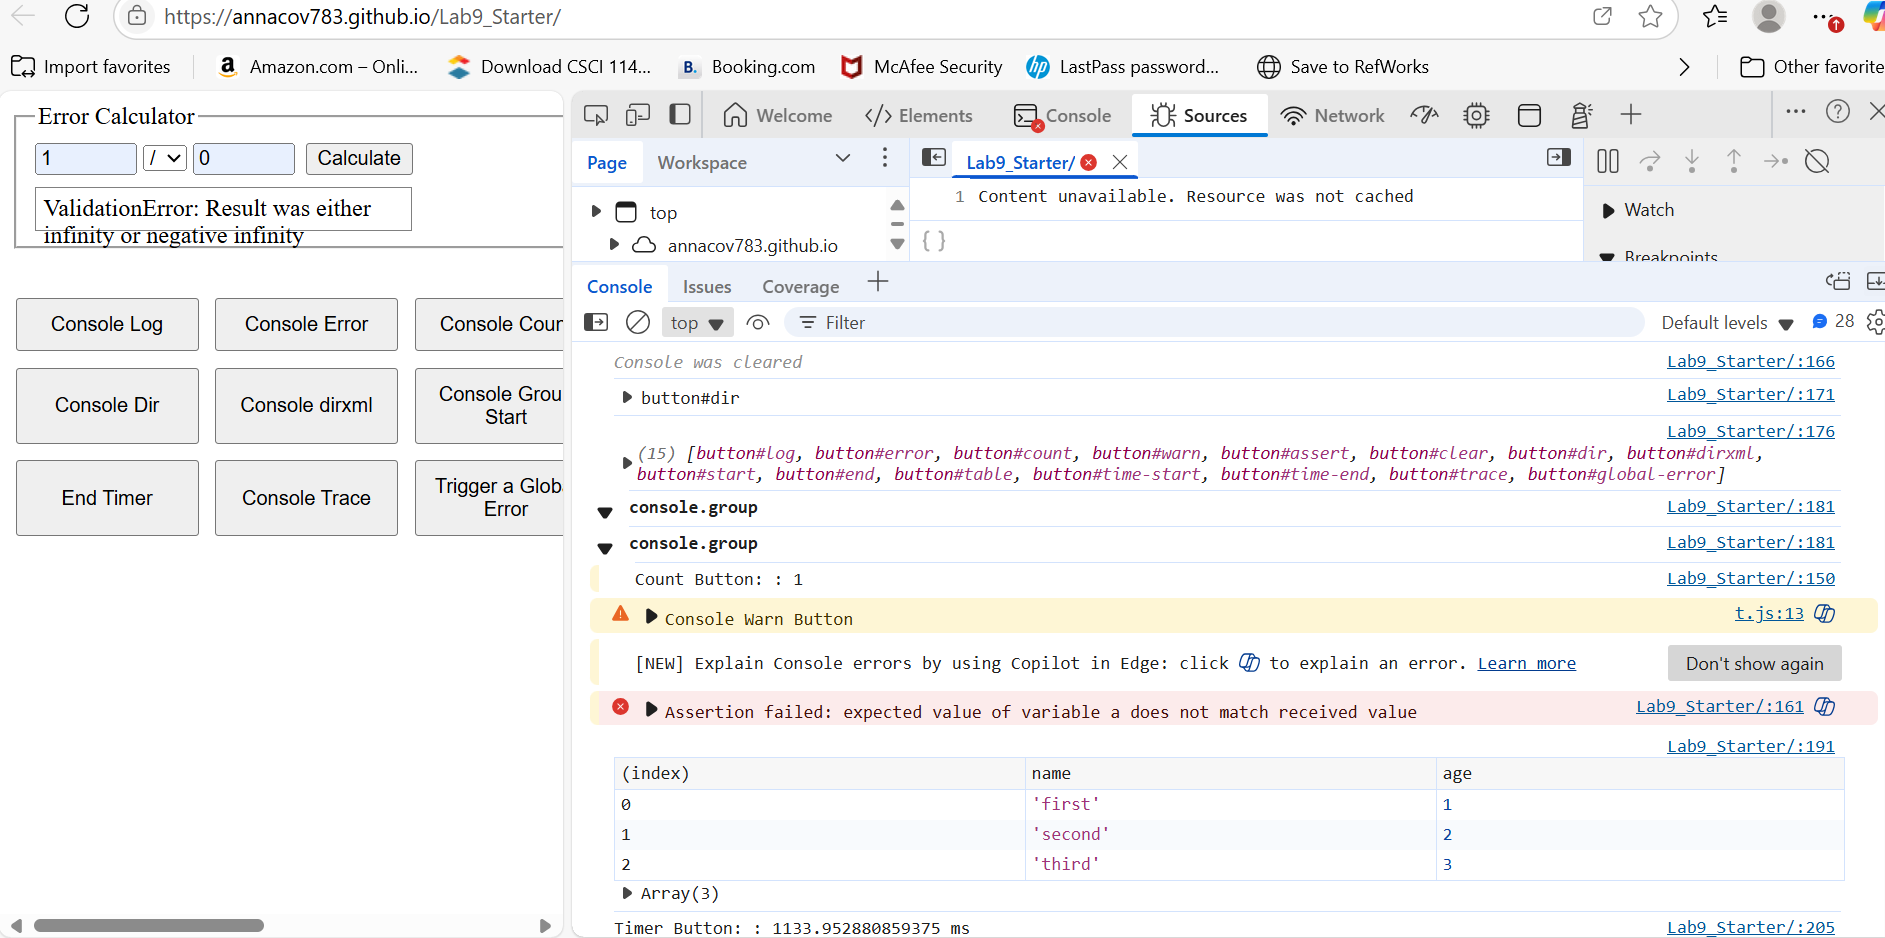 https://annacov783.github.io/Lab9_Starter/
Import favorites
Amazon.com – Onli...
Download CSCI 114...
B. Booking.com
McAfee Security
hp LastPass password...
Save to RefWorks
Other favorite
Error Calculator
1 / 0 Calculate
ValidationError: Result was either
infinity or negative infinity
Console Log
Console Error
Console Coun
Console Dir
Console dirxml
Console Grou
Start
End Timer
Console Trace
Trigger a Globa
Error
Welcome
Elements
Console
Sources
Network
Page
Workspace
top
annacov783.github.io
Lab9_Starter/
1 Content unavailable. Resource was not cached
{ }
Watch
Breakpoints
Console
Issues
Coverage
top
Filter
Default levels
28
Console was cleared Lab9_Starter/:166
button#dir Lab9_Starter/:171
Lab9_Starter/:176
(15) [button#log, button#error, button#count, button#warn, button#assert, button#clear, button#dir, button#dirxml,
button#start, button#end, button#table, button#time-start, button#time-end, button#trace, button#global-error]
console.group Lab9_Starter/:181
console.group Lab9_Starter/:181
Count Button: : 1 Lab9_Starter/:150
Console Warn Button t.js:13
[NEW] Explain Console errors by using Copilot in Edge: click to explain an error. Learn more Don't show again
Assertion failed: expected value of variable a does not match received value Lab9_Starter/:161
Lab9_Starter/:191
(index) name age
0 'first' 1
1 'second' 2
2 'third' 3
Array(3)
Timer Button: : 1133.952880859375 ms Lab9_Starter/:205